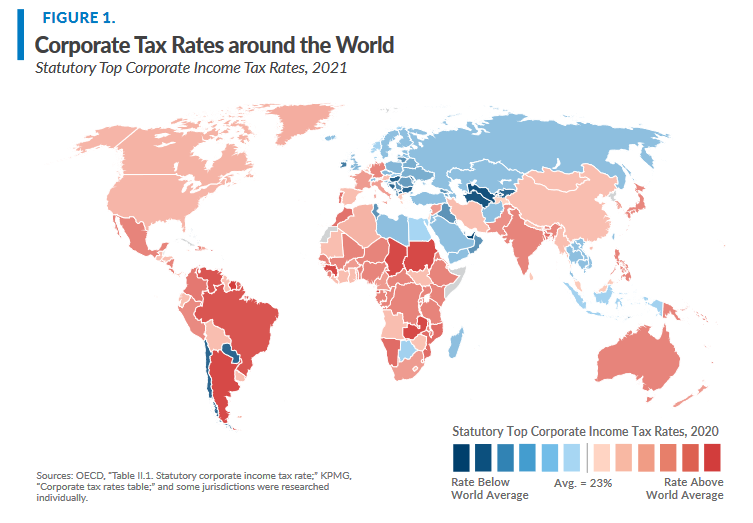 FIGURE 1.
Corporate Tax Rates around the World
Statutory Top Corporate Income Tax Rates, 2021
Statutory Top Corporate Income Tax Rates, 2020
Rate Below
World Average
Avg. = 23%
Rate Above
World Average
Sources: OECD, "Table II.1. Statutory corporate income tax rate;" KPMG,
"Corporate tax rates table;" and some jurisdictions were researched
individually.